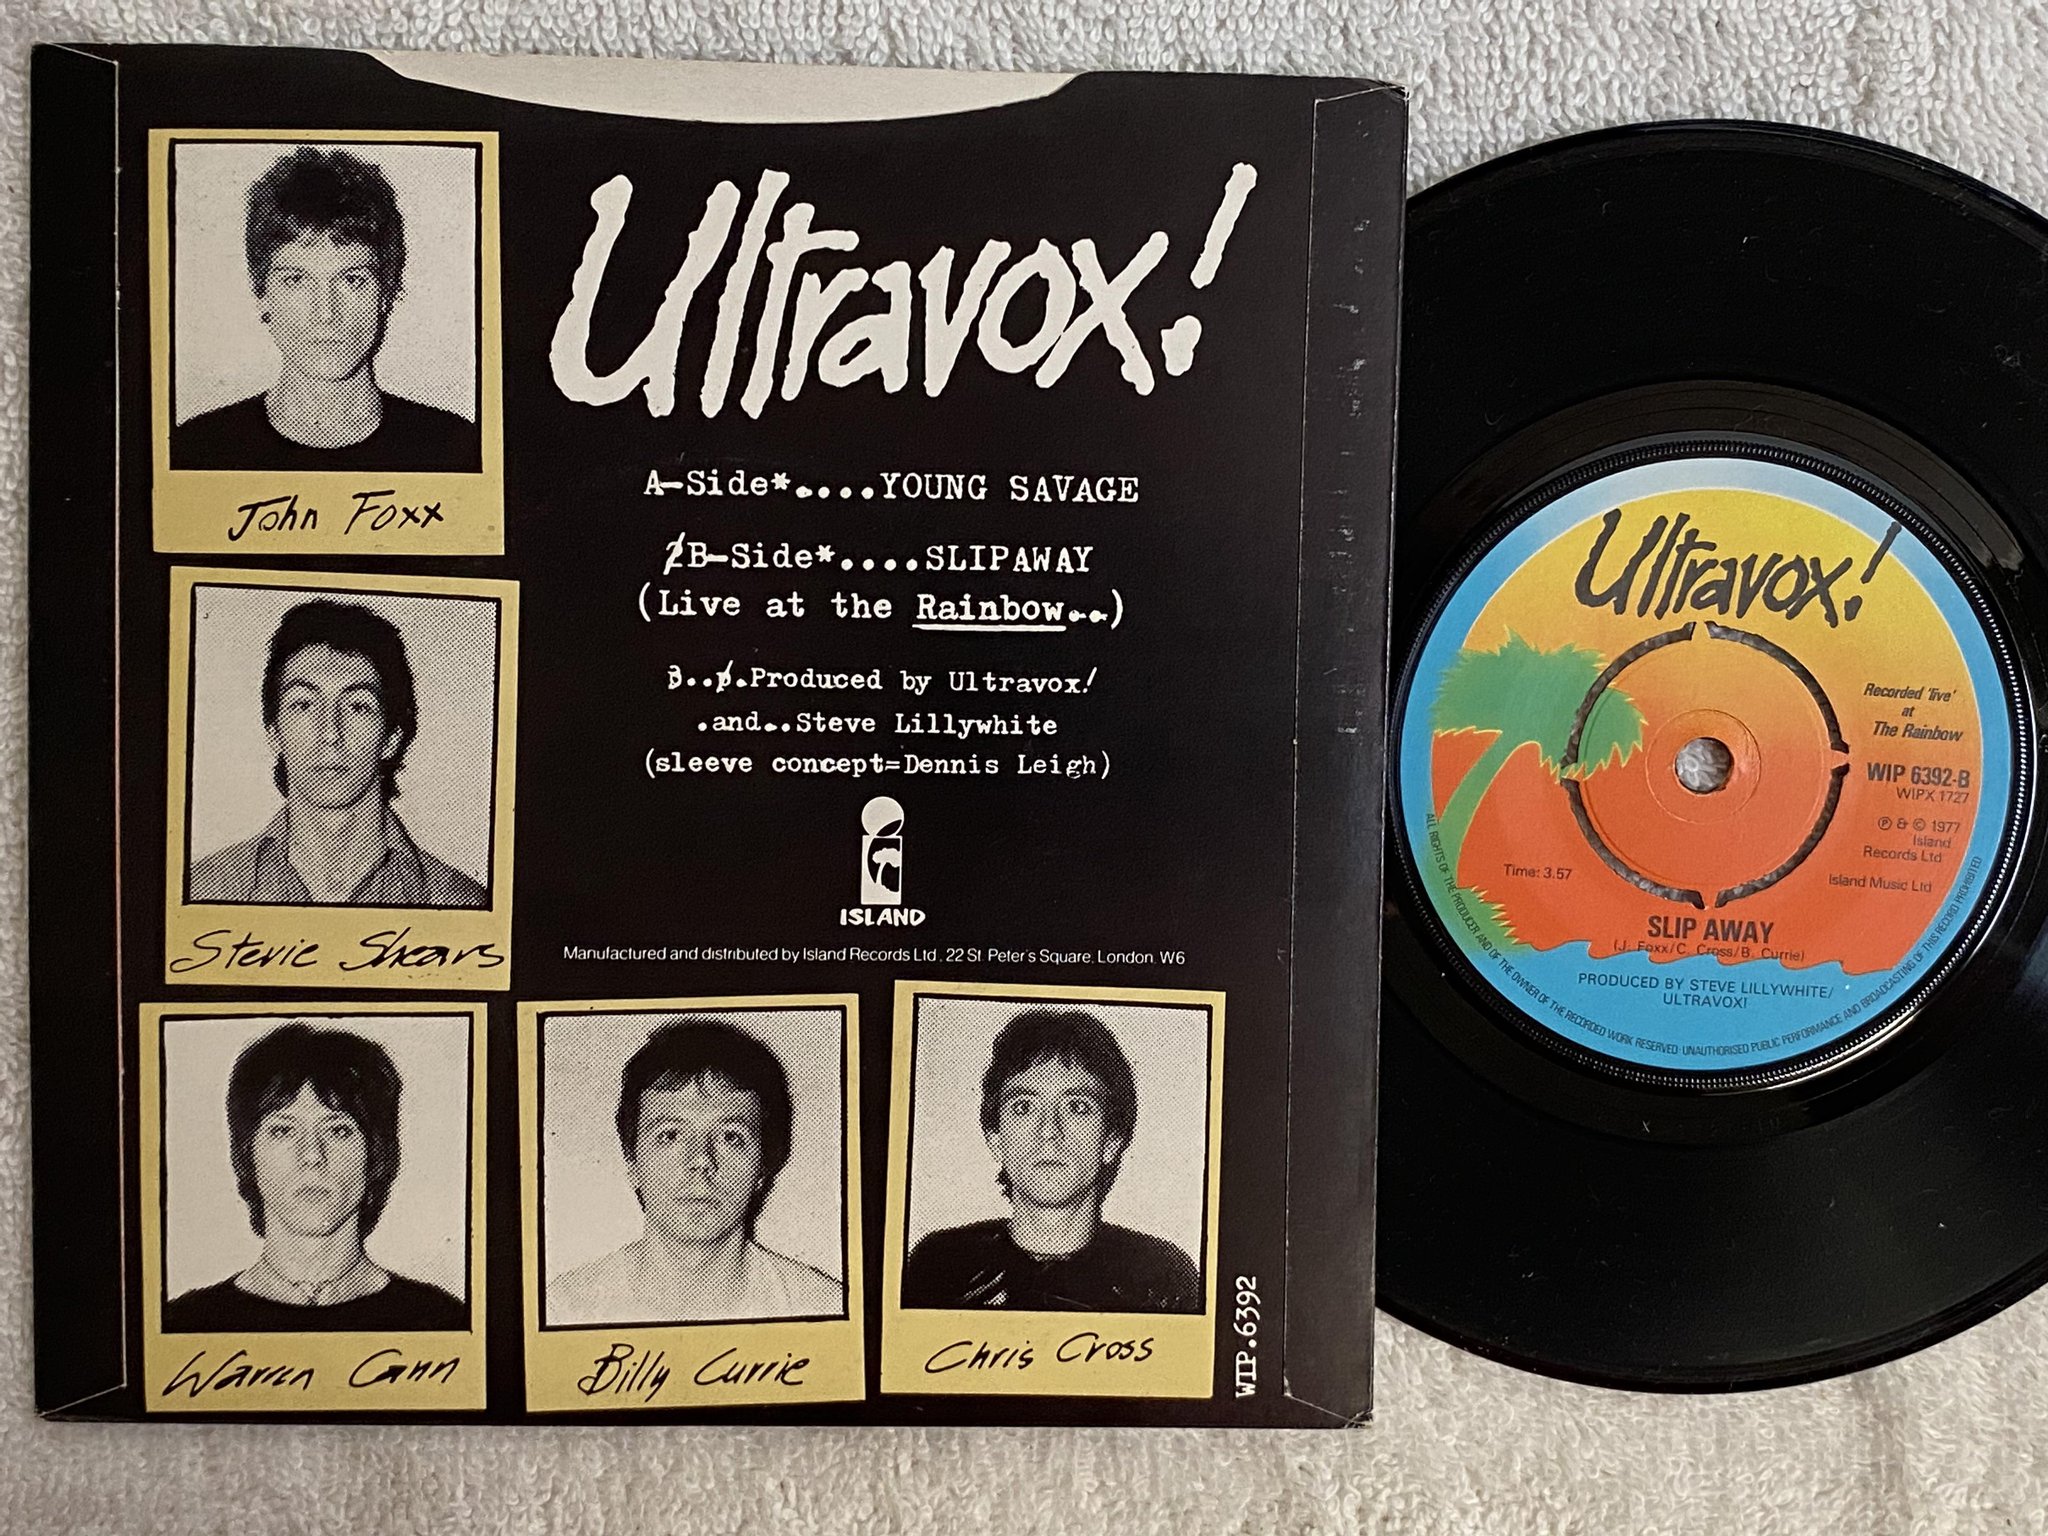 Ultravox!
A-Side*....YOUNG SAVAGE
B-Side*....SLIPAWAY
(Live at the Rainbow..)
Produced by Ultravox!
.and..Steve Lillywhite
(sleeve concept=Dennis Leigh)
ISLAND
Manufactured and distributed by Island Records Ltd., 22 St. Peter's Square, London. W6
John Foxx
Stevie Shears
Warren Cann
Billy Currie
Chris Cross
WIP.6392
Ultravox!
Recorded 'live'
at
The Rainbow
WIP 6392-B
WIPX 1727
℗ & © 1977
Island
Records Ltd
Island Music Ltd
Time: 3.57
SLIP AWAY
(J. Foxx/C. Cross/B. Currie)
PRODUCED BY STEVE LILLYWHITE/
ULTRAVOX!
ALL RIGHTS OF THE PRODUCER AND OF THE OWNER OF THE RECORDED WORK RESERVED · UNAUTHORISED PUBLIC PERFORMANCE AND BROADCASTING OF THIS RECORD PROHIBITED